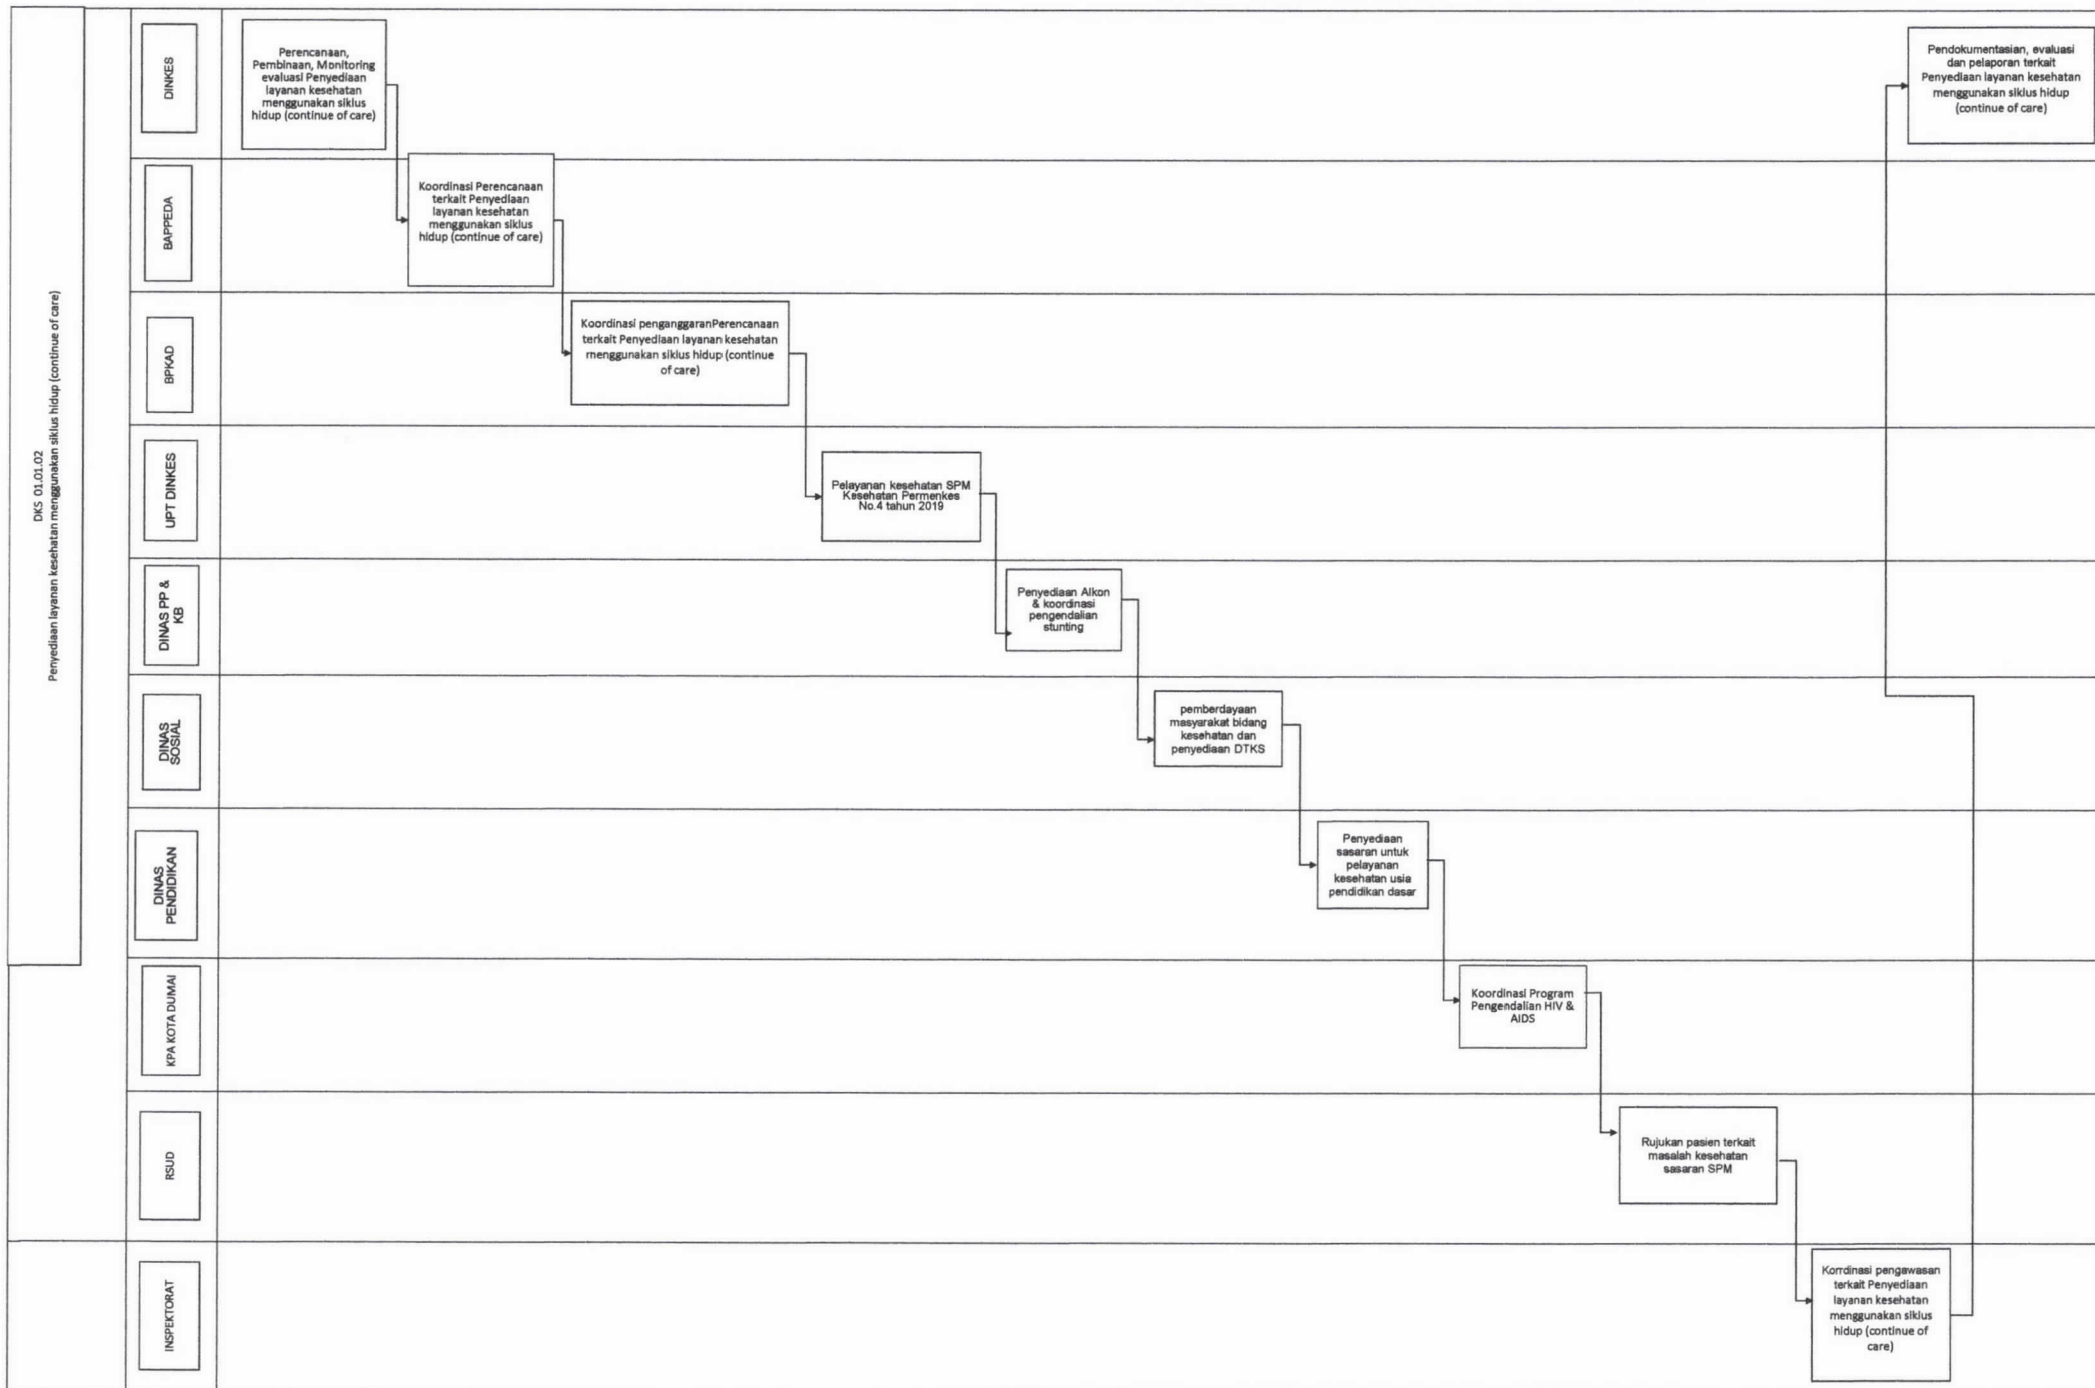 DKS 01.01.02
Penyediaan layanan kesehatan menggunakan siklus hidup (continue of care)
DINKES
Perencanaan,
Pembinaan, Monitoring
evaluasi Penyediaan
layanan kesehatan
menggunakan siklus
hidup (continue of care)
Pendokumentasian, evaluasi
dan pelaporan terkait
Penyediaan layanan kesehatan
menggunakan siklus hidup
(continue of care)
BAPPEDA
Koordinasi Perencanaan
terkait Penyediaan
layanan kesehatan
menggunakan siklus
hidup (continue of care)
BPKAD
Koordinasi penganggaranPerencanaan
terkait Penyediaan layanan kesehatan
menggunakan siklus hidup (continue
of care)
UPT DINKES
Pelayanan kesehatan SPM
Kesehatan Permenkes
No.4 tahun 2019
DINAS PP &
KB
Penyediaan Alkon
& koordinasi
pengendalian
stunting
DINAS
SOSIAL
pemberdayaan
masyarakat bidang
kesehatan dan
penyediaan DTKS
DINAS
PENDIDIKAN
Penyediaan
sasaran untuk
pelayanan
kesehatan usia
pendidikan dasar
KPA KOTA DUMAI
Koordinasi Program
Pengendalian HIV &
AIDS
RSUD
Rujukan pasien terkait
masalah kesehatan
sasaran SPM
INSPEKTORAT
Korrdinasi pengawasan
terkait Penyediaan
layanan kesehatan
menggunakan siklus
hidup (continue of
care)